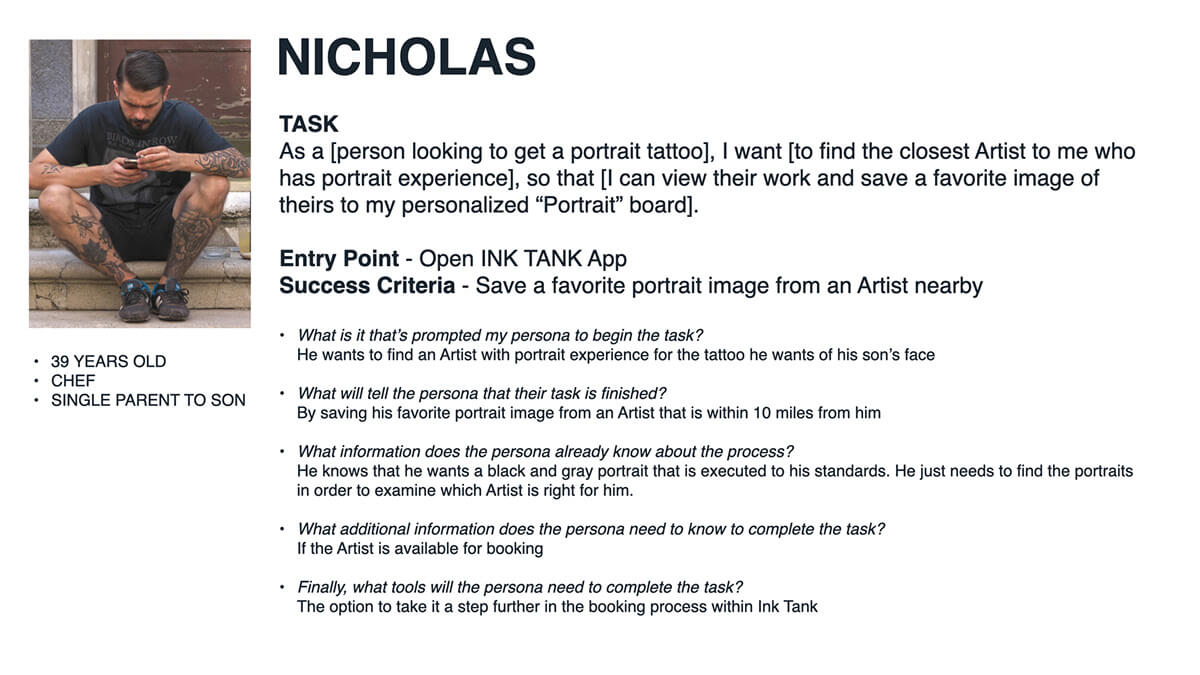 NICHOLAS
TASK
As a [person looking to get a portrait tattoo], I want [to find the closest Artist to me who
has portrait experience], so that [I can view their work and save a favorite image of
theirs to my personalized “Portrait” board].
Entry Point - Open INK TANK App
Success Criteria - Save a favorite portrait image from an Artist nearby
• What is it that’s prompted my persona to begin the task?
He wants to find an Artist with portrait experience for the tattoo he wants of his son’s face
• What will tell the persona that their task is finished?
By saving his favorite portrait image from an Artist that is within 10 miles from him
• What information does the persona already know about the process?
He knows that he wants a black and gray portrait that is executed to his standards. He just needs to find the portraits
in order to examine which Artist is right for him.
• What additional information does the persona need to know to complete the task?
If the Artist is available for booking
• Finally, what tools will the persona need to complete the task?
The option to take it a step further in the booking process within Ink Tank
BIRDS IN ROW
• 39 YEARS OLD
• CHEF
• SINGLE PARENT TO SON